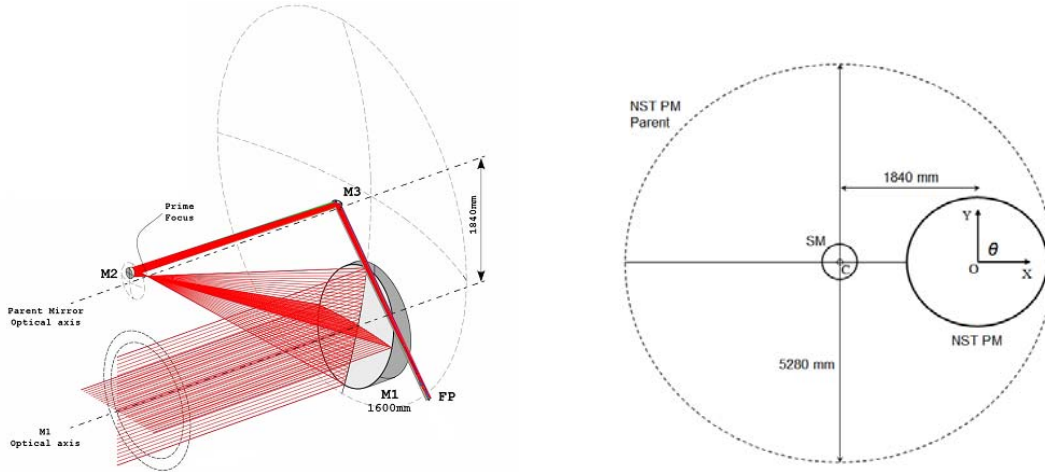 Prime
Focus
M3
1840mm
M2
Parent Mirror
Optical axis
M1
1600mm
FP
M1
Optical axis
NST PM
Parent
1840 mm
SM
C
Y
θ
O
X
NST PM
5280 mm